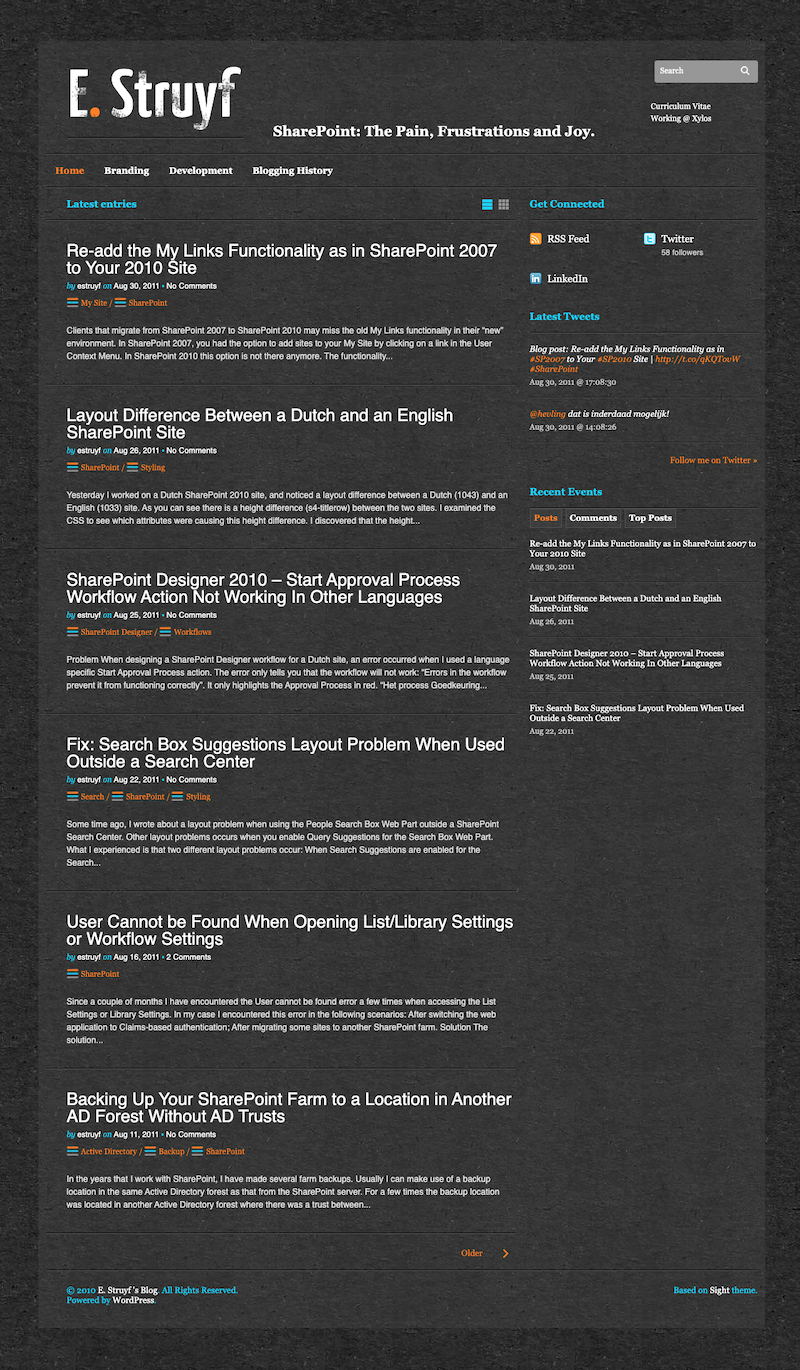 E. Struyf
SharePoint: The Pain, Frustrations and Joy.
Search
Curriculum Vitae
Working @ Xylos
Home Branding Development Blogging History
Latest entries
Re-add the My Links Functionality as in SharePoint 2007
to Your 2010 Site
by estruyf on Aug 30, 2011 • No Comments
My Site / SharePoint
Clients that migrate from SharePoint 2007 to SharePoint 2010 may miss the old My Links functionality in their "new"
environment. In SharePoint 2007, you had the option to add sites to your My Site by clicking on a link in the User
Context Menu. In SharePoint 2010 this option is not there anymore. The functionality...
Layout Difference Between a Dutch and an English
SharePoint Site
by estruyf on Aug 26, 2011 • No Comments
SharePoint / Styling
Yesterday I worked on a Dutch SharePoint 2010 site, and noticed a layout difference between a Dutch (1043) and an
English (1033) site. As you can see there is a height difference (s4-titlerow) between the two sites. I examined the
CSS to see which attributes were causing this height difference. I discovered that the height...
SharePoint Designer 2010 – Start Approval Process
Workflow Action Not Working In Other Languages
by estruyf on Aug 25, 2011 • No Comments
SharePoint Designer / Workflows
Problem When designing a SharePoint Designer workflow for a Dutch site, an error occurred when I used a language
specific Start Approval Process action. The error only tells you that the workflow will not work: "Errors in the workflow
prevent it from functioning correctly". It only highlights the Approval Process in red. "Het process Goedkeuring...
Fix: Search Box Suggestions Layout Problem When Used
Outside a Search Center
by estruyf on Aug 22, 2011 • No Comments
Search / SharePoint / Styling
Some time ago, I wrote about a layout problem when using the People Search Box Web Part outside a SharePoint
Search Center. Other layout problems occurs when you enable Query Suggestions for the Search Box Web Part.
What I experienced is that two different layout problems occur: When Search Suggestions are enabled for the
Search...
User Cannot be Found When Opening List/Library Settings
or Workflow Settings
by estruyf on Aug 16, 2011 • 2 Comments
SharePoint
Since a couple of months I have encountered the User cannot be found error a few times when accessing the List
Settings or Library Settings. In my case I encountered this error in the following scenarios: After switching the web
application to Claims-based authentication; After migrating some sites to another SharePoint farm. Solution The
solution...
Backing Up Your SharePoint Farm to a Location in Another
AD Forest Without AD Trusts
by estruyf on Aug 11, 2011 • No Comments
Active Directory / Backup / SharePoint
In the years that I work with SharePoint, I have made several farm backups. Usually I can make use of a backup
location in the same Active Directory forest as that from the SharePoint server. For a few times the backup location
was located in another Active Directory forest where there was a trust between...
Older
Get Connected
RSS Feed
Twitter
58 followers
LinkedIn
Latest Tweets
Blog post: Re-add the My Links Functionality as in
#SP2007 to Your #SP2010 Site | http://t.co/qKQTovW
#SharePoint
Aug 30, 2011 @ 17:08:30
@hevling dat is inderdaad mogelijk!
Aug 30, 2011 @ 14:08:26
Follow me on Twitter »
Recent Events
Posts Comments Top Posts
Re-add the My Links Functionality as in SharePoint 2007 to
Your 2010 Site
Aug 30, 2011
Layout Difference Between a Dutch and an English
SharePoint Site
Aug 26, 2011
SharePoint Designer 2010 – Start Approval Process
Workflow Action Not Working In Other Languages
Aug 25, 2011
Fix: Search Box Suggestions Layout Problem When Used
Outside a Search Center
Aug 22, 2011
© 2010 E. Struyf 's Blog. All Rights Reserved.
Powered by WordPress.
Based on Sight theme.